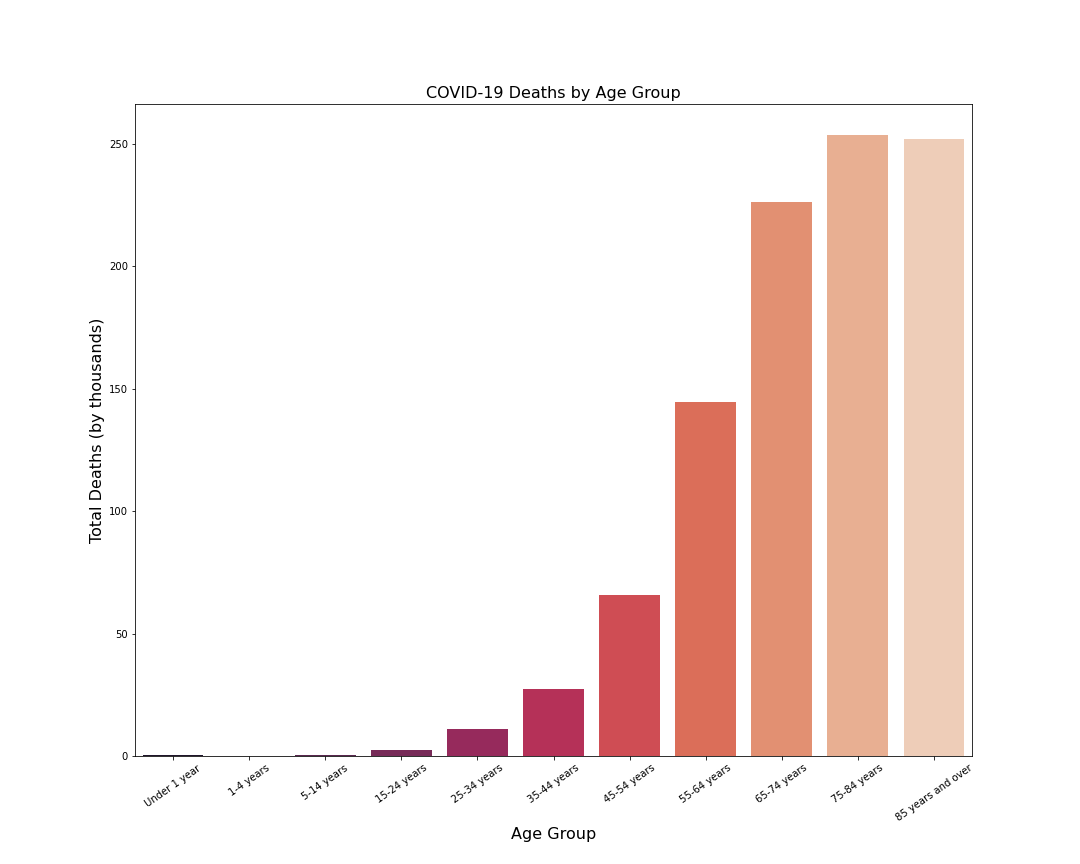 COVID-19 Deaths by Age Group
Total Deaths (by thousands)
250
200
150
100
50
0
Under 1 year
1-4 years
5-14 years
15-24 years
25-34 years
35-44 years
45-54 years
55-64 years
65-74 years
75-84 years
85 years and over
Age Group